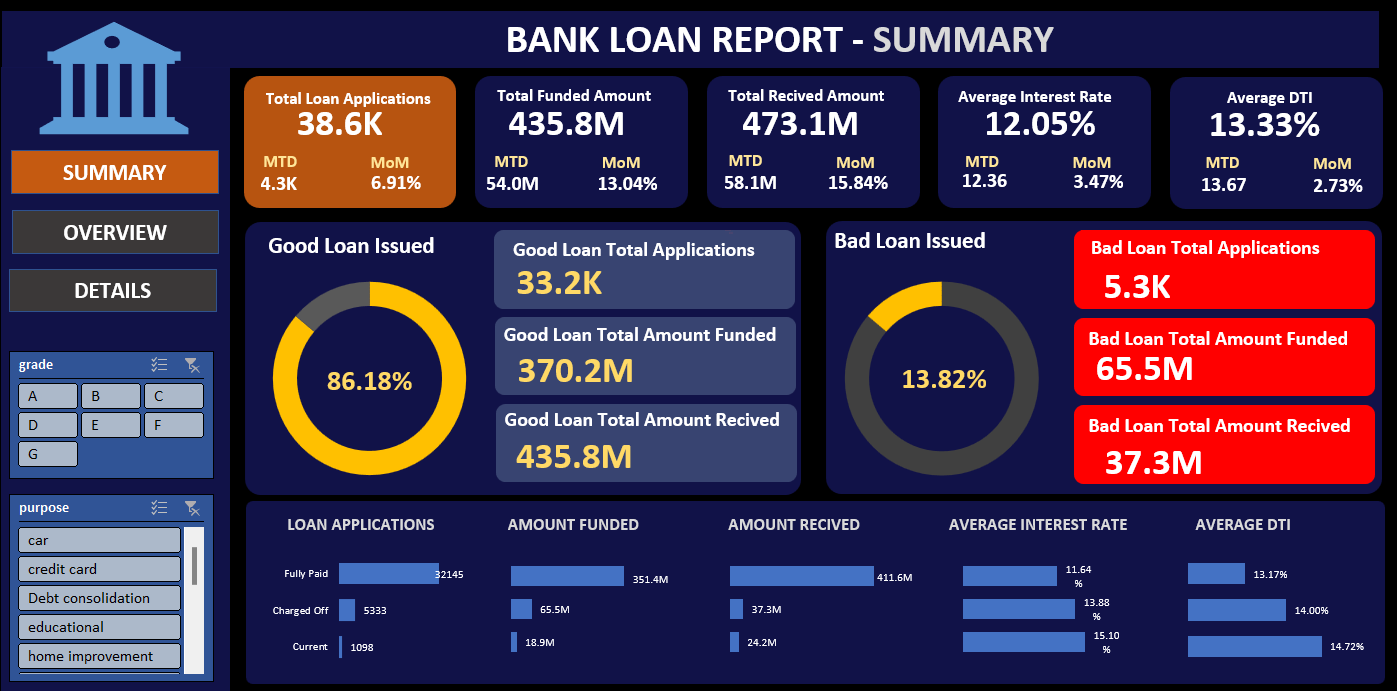 BANK LOAN REPORT - SUMMARY
SUMMARY
OVERVIEW
DETAILS
grade
A
B
C
D
E
F
G
purpose
car
credit card
Debt consolidation
educational
home improvement
Total Loan Applications
38.6K
MTD
MoM
4.3K
6.91%
Total Funded Amount
435.8M
MTD
MoM
54.0M
13.04%
Total Recived Amount
473.1M
MTD
MoM
58.1M
15.84%
Average Interest Rate
12.05%
MTD
MoM
12.36
3.47%
Average DTI
13.33%
MTD
MoM
13.67
2.73%
Good Loan Issued
86.18%
Good Loan Total Applications
33.2K
Good Loan Total Amount Funded
370.2M
Good Loan Total Amount Recived
435.8M
Bad Loan Issued
13.82%
Bad Loan Total Applications
5.3K
Bad Loan Total Amount Funded
65.5M
Bad Loan Total Amount Recived
37.3M
LOAN APPLICATIONS
Fully Paid
32145
Charged Off
5333
Current
1098
AMOUNT FUNDED
351.4M
65.5M
18.9M
AMOUNT RECIVED
411.6M
37.3M
24.2M
AVERAGE INTEREST RATE
11.64
%
13.88
%
15.10
%
AVERAGE DTI
13.17%
14.00%
14.72%